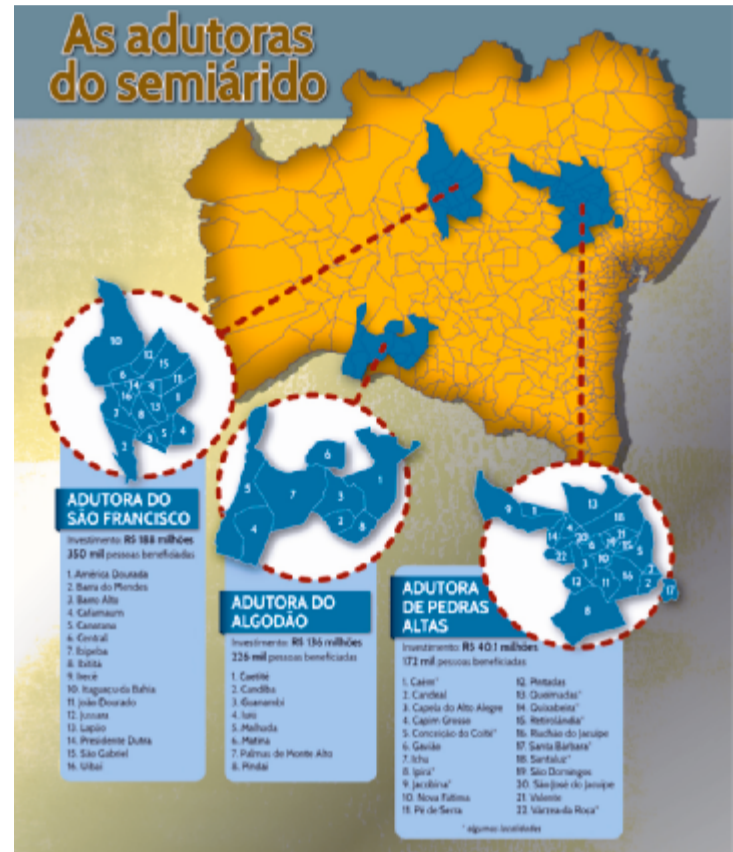 As adutoras
do semiárido
ADUTORA DO
SÃO FRANCISCO
Investimento: R$ 188 milhões
350 mil pessoas beneficiadas
1. América Dourada
2. Barra do Mendes
3. Barro Alto
4. Cafarnaum
5. Canarana
6. Central
7. Ibipeba
8. Ibititá
9. Irecê
10. Itaguaçu da Bahia
11. João Dourado
12. Jussara
13. Lapão
14. Presidente Dutra
15. São Gabriel
16. Uibaí
ADUTORA DO
ALGODÃO
Investimento: R$ 136 milhões
226 mil pessoas beneficiadas
1. Caetité
2. Candiba
3. Guanambi
4. Iuiu
5. Malhada
6. Matina
7. Palmas de Monte Alto
8. Pindaí
ADUTORA
DE PEDRAS
ALTAS
Investimento: R$ 40,1 milhões
172 mil pessoas beneficiadas
1. Caém*
2. Candeal
3. Capela do Alto Alegre
4. Capim Grosso
5. Conceição do Coité*
6. Gavião
7. Ichu
8. Ipirá*
9. Jacobina*
10. Nova Fátima
11. Pé de Serra
12. Pintadas
13. Queimadas*
14. Quixabeira*
15. Retirolândia*
16. Riachão do Jacuípe
17. Santa Bárbara*
18. Santaluz*
19. São Domingos
20. São José do Jacuípe
21. Valente
22. Várzea da Roça*
* algumas localidades